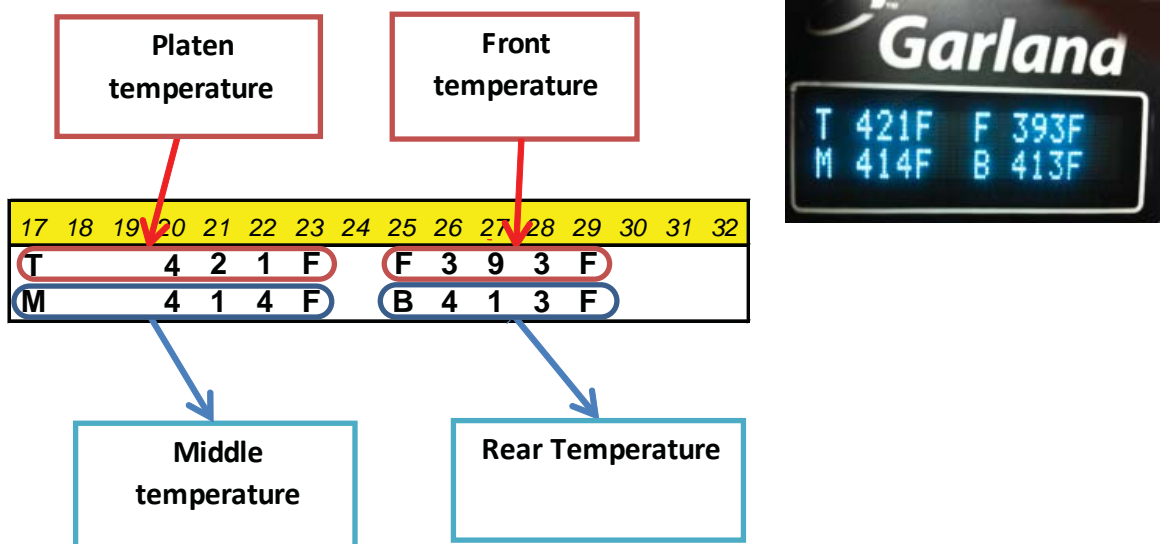 Platen
temperature
Front
temperature
Garlana
T 421F F 393F
M 414F B 413F
17 18 19 20 21 22 23 24 25 26 27 28 29 30 31 32
T 4 2 1 F F 3 9 3 F
M 4 1 4 F B 4 1 3 F
Middle
temperature
Rear Temperature